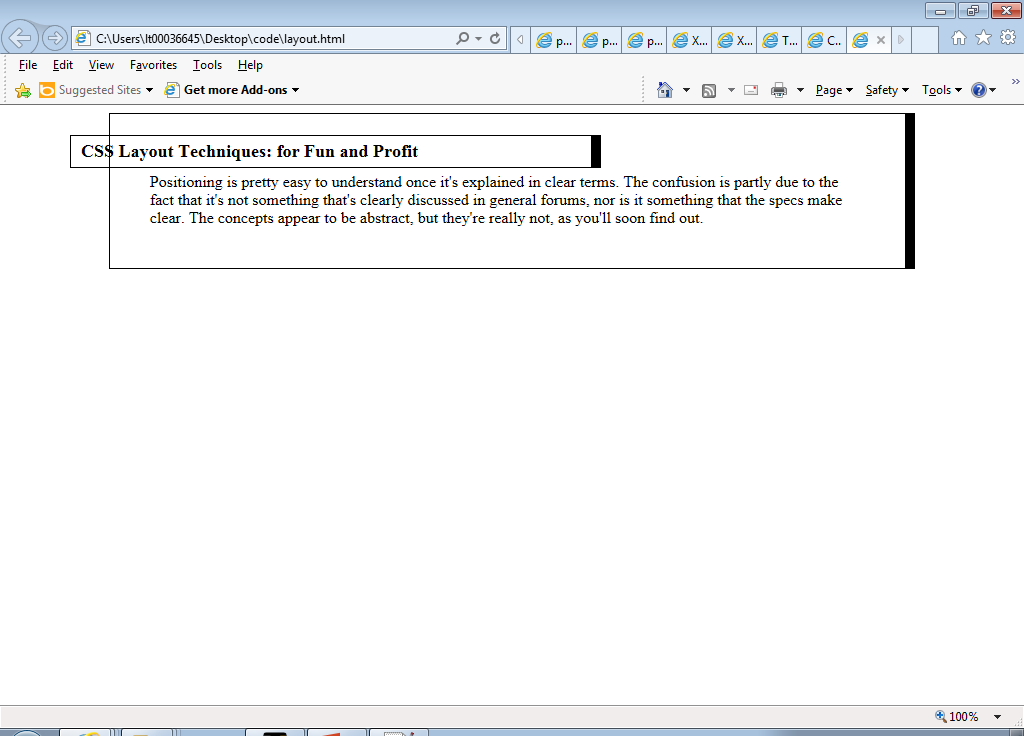 C:\Users\lt00036645\Desktop\code\layout.html
p...
p...
p...
X...
X...
T...
C..
File Edit View Favorites Tools Help
Suggested Sites Get more Add-ons Page Safety Tools
CSS Layout Techniques: for Fun and Profit
Positioning is pretty easy to understand once it's explained in clear terms. The confusion is partly due to the
fact that it's not something that's clearly discussed in general forums, nor is it something that the specs make
clear. The concepts appear to be abstract, but they're really not, as you'll soon find out.
100%